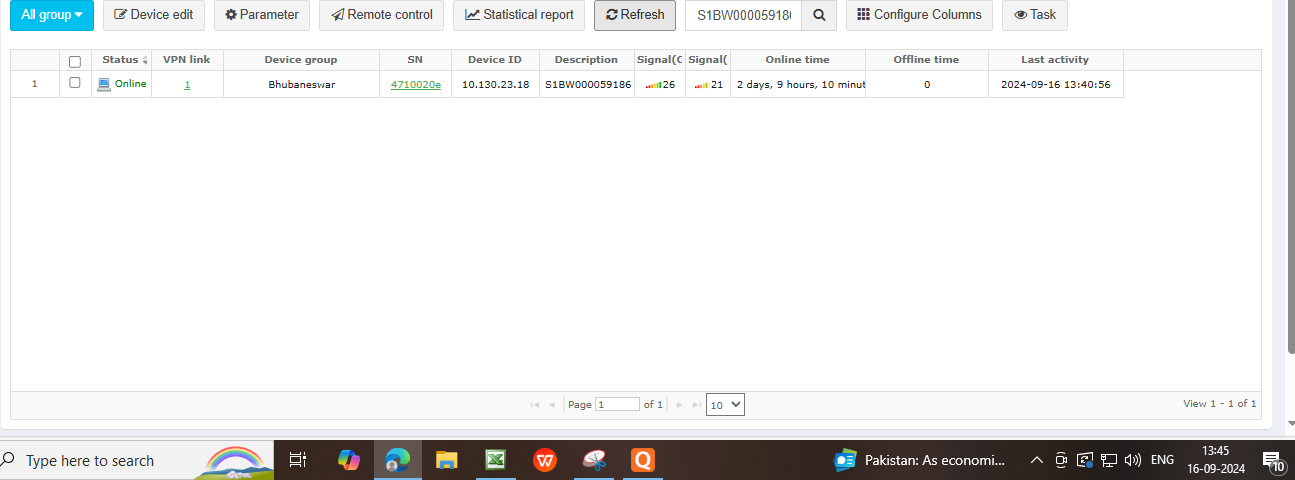 All group Device edit Parameter Remote control Statistical report Refresh S1BW00005918 Configure Columns Task
Status VPN link Device group SN Device ID Description Signal(C Signal( Online time Offline time Last activity
1 Online 1 Bhubaneswar 4710020e 10.130.23.18 S1BW000059186 26 21 2 days, 9 hours, 10 minut 0 2024-09-16 13:40:56
Page 1 of 1 10 View 1 - 1 of 1
Type here to search W Q Pakistan: As economi... ENG 13:45
16-09-2024 10